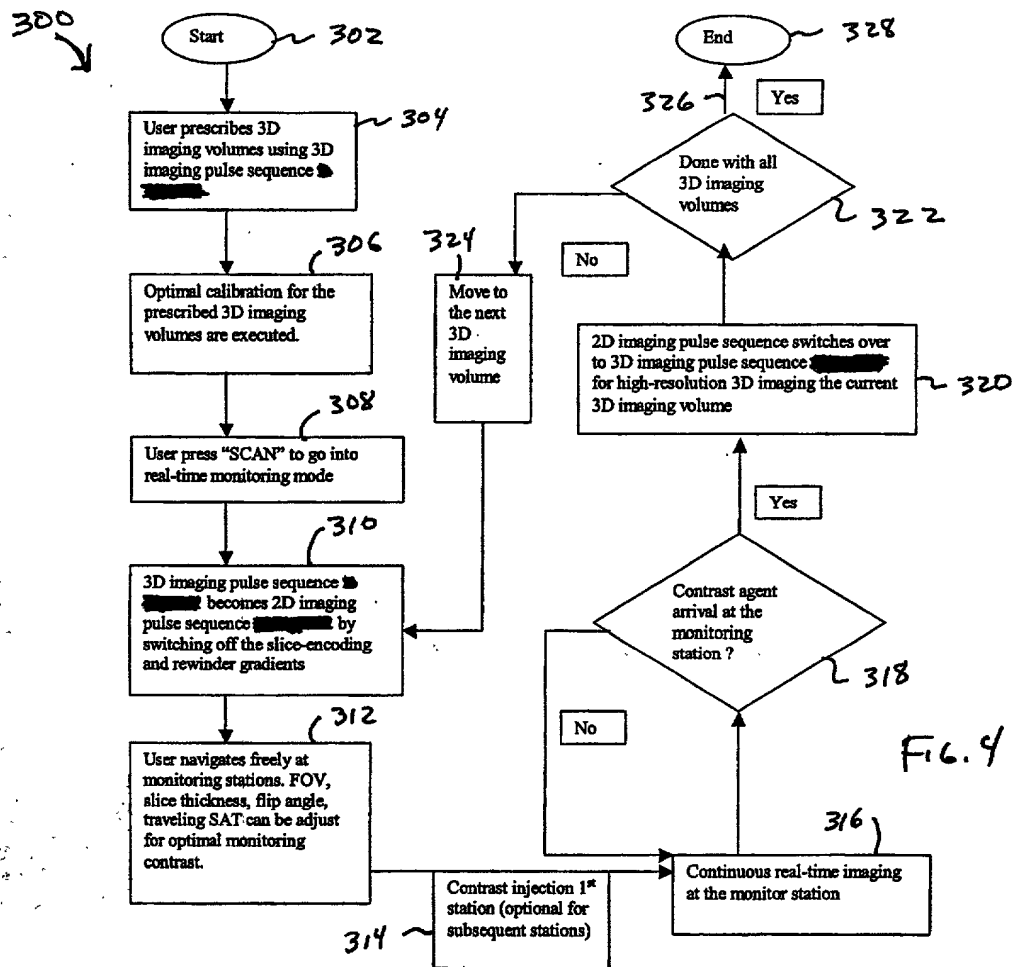 300
Start
302
User prescribes 3D
imaging volumes using 3D
imaging pulse sequence
304
306
Optimal calibration for the
prescribed 3D imaging
volumes are executed.
308
User press “SCAN” to go into
real-time monitoring mode
310
3D imaging pulse sequence
becomes 2D imaging
pulse sequence by
switching off the slice-encoding
and rewinder gradients
312
User navigates freely at
monitoring stations. FOV,
slice thickness, flip angle,
traveling SAT can be adjust
for optimal monitoring
contrast.
314
Contrast injection 1st
station (optional for
subsequent stations)
316
Continuous real-time imaging
at the monitor station
Contrast agent
arrival at the
monitoring
station ?
318
No
Yes
2D imaging pulse sequence switches over
to 3D imaging pulse sequence
for high-resolution 3D imaging the current
3D imaging volume
320
Done with all
3D imaging
volumes
322
No
324
Move to
the next
3D
imaging
volume
326
Yes
End
328
FIG. 4